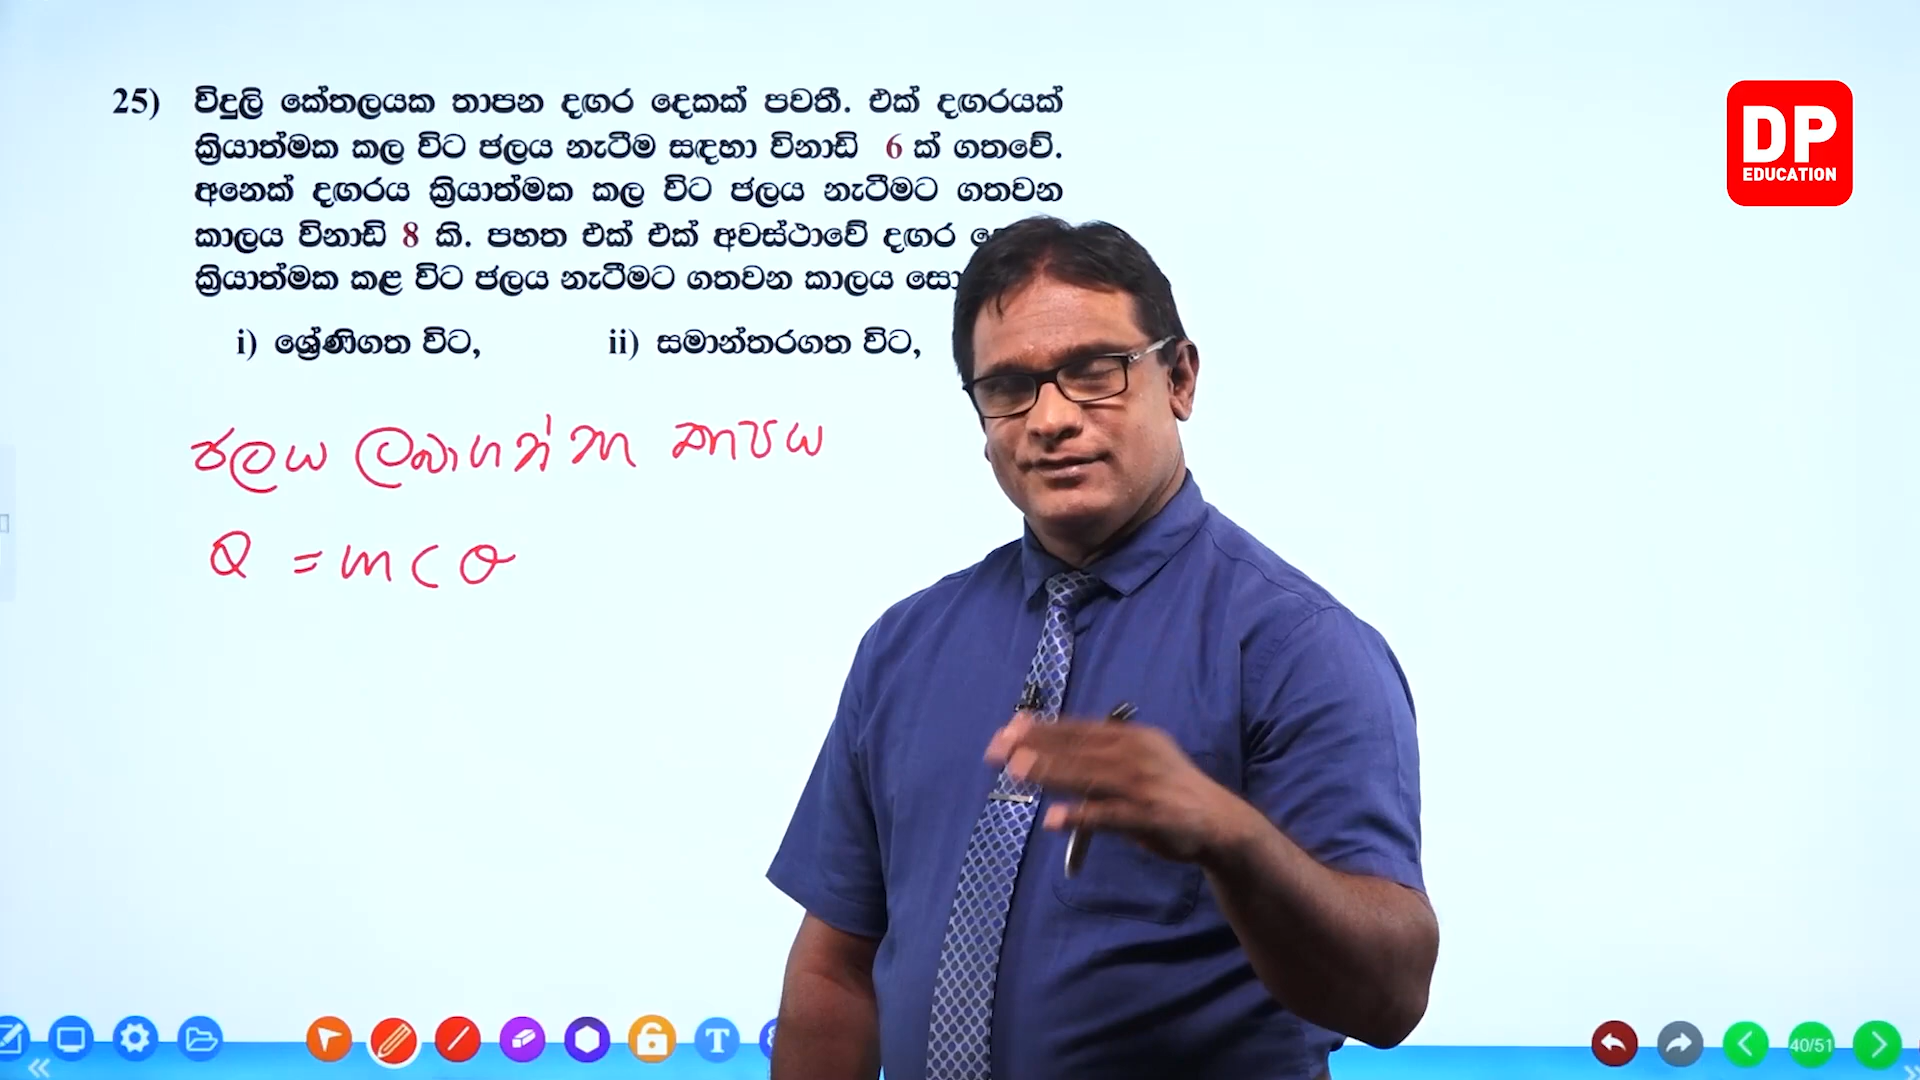 25) විදුලි කේතලයක තාපන දඟර දෙකක් පවතී. එක් දඟරයක්
ක්‍රියාත්මක කල විට ජලය නැටීම සඳහා විනාඩි 6 ක් ගතවේ.
අනෙක් දඟරය ක්‍රියාත්මක කල විට ජලය නැටීමට ගතවන
කාලය විනාඩි 8 කි. පහත එක් එක් අවස්ථාවේ දඟර
ක්‍රියාත්මක කළ විට ජලය නැටීමට ගතවන කාලය
i) ශ්‍රේණිගත විට, ii) සමාන්තරගත විට,
ජලය ලබාගන්නා තාපය
Q = mcθ
DP
EDUCATION
T
40/51